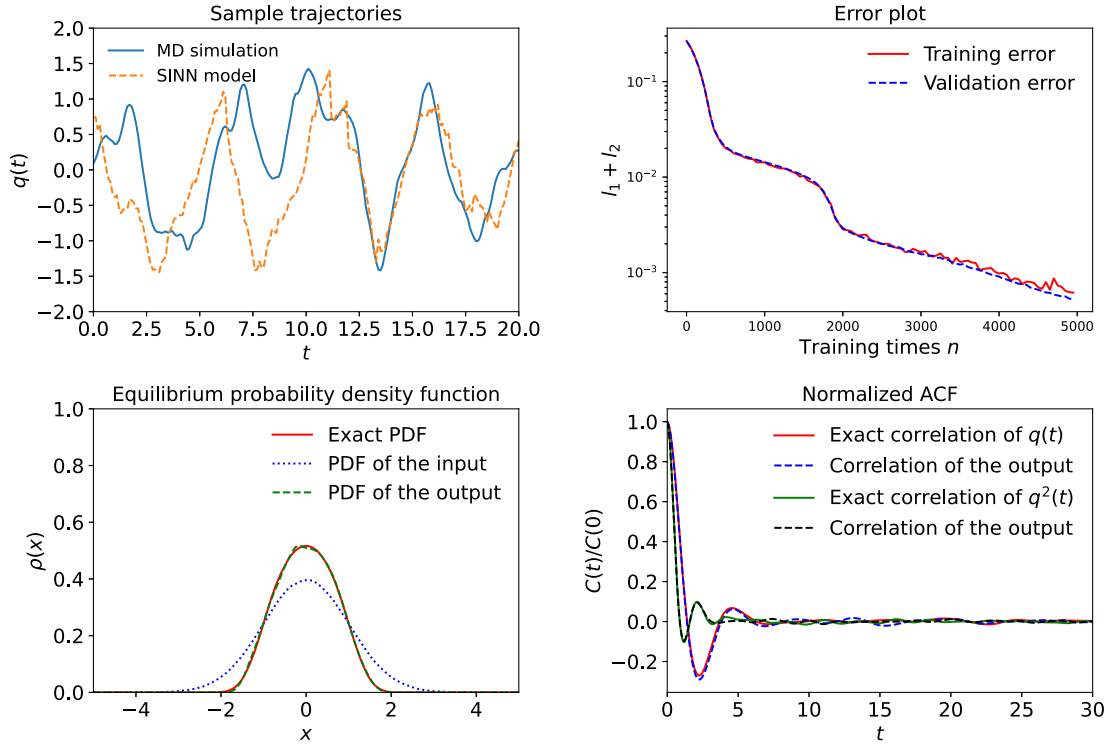 Sample trajectories
2.0
1.5
1.0
0.5
0.0
−0.5
−1.0
−1.5
−2.0
q(t)
MD simulation
SINN model
0.0 2.5 5.0 7.5 10.0 12.5 15.0 17.5 20.0
t
Error plot
10⁻¹
10⁻²
10⁻³
l₁ + l₂
Training error
Validation error
0 1000 2000 3000 4000 5000
Training times n
Equilibrium probability density function
1.0
0.8
0.6
0.4
0.2
0.0
ρ(x)
Exact PDF
PDF of the input
PDF of the output
−4 −2 0 2 4
x
Normalized ACF
1.0
0.8
0.6
0.4
0.2
0.0
−0.2
C(t)/C(0)
Exact correlation of q(t)
Correlation of the output
Exact correlation of q²(t)
Correlation of the output
0 5 10 15 20 25 30
t